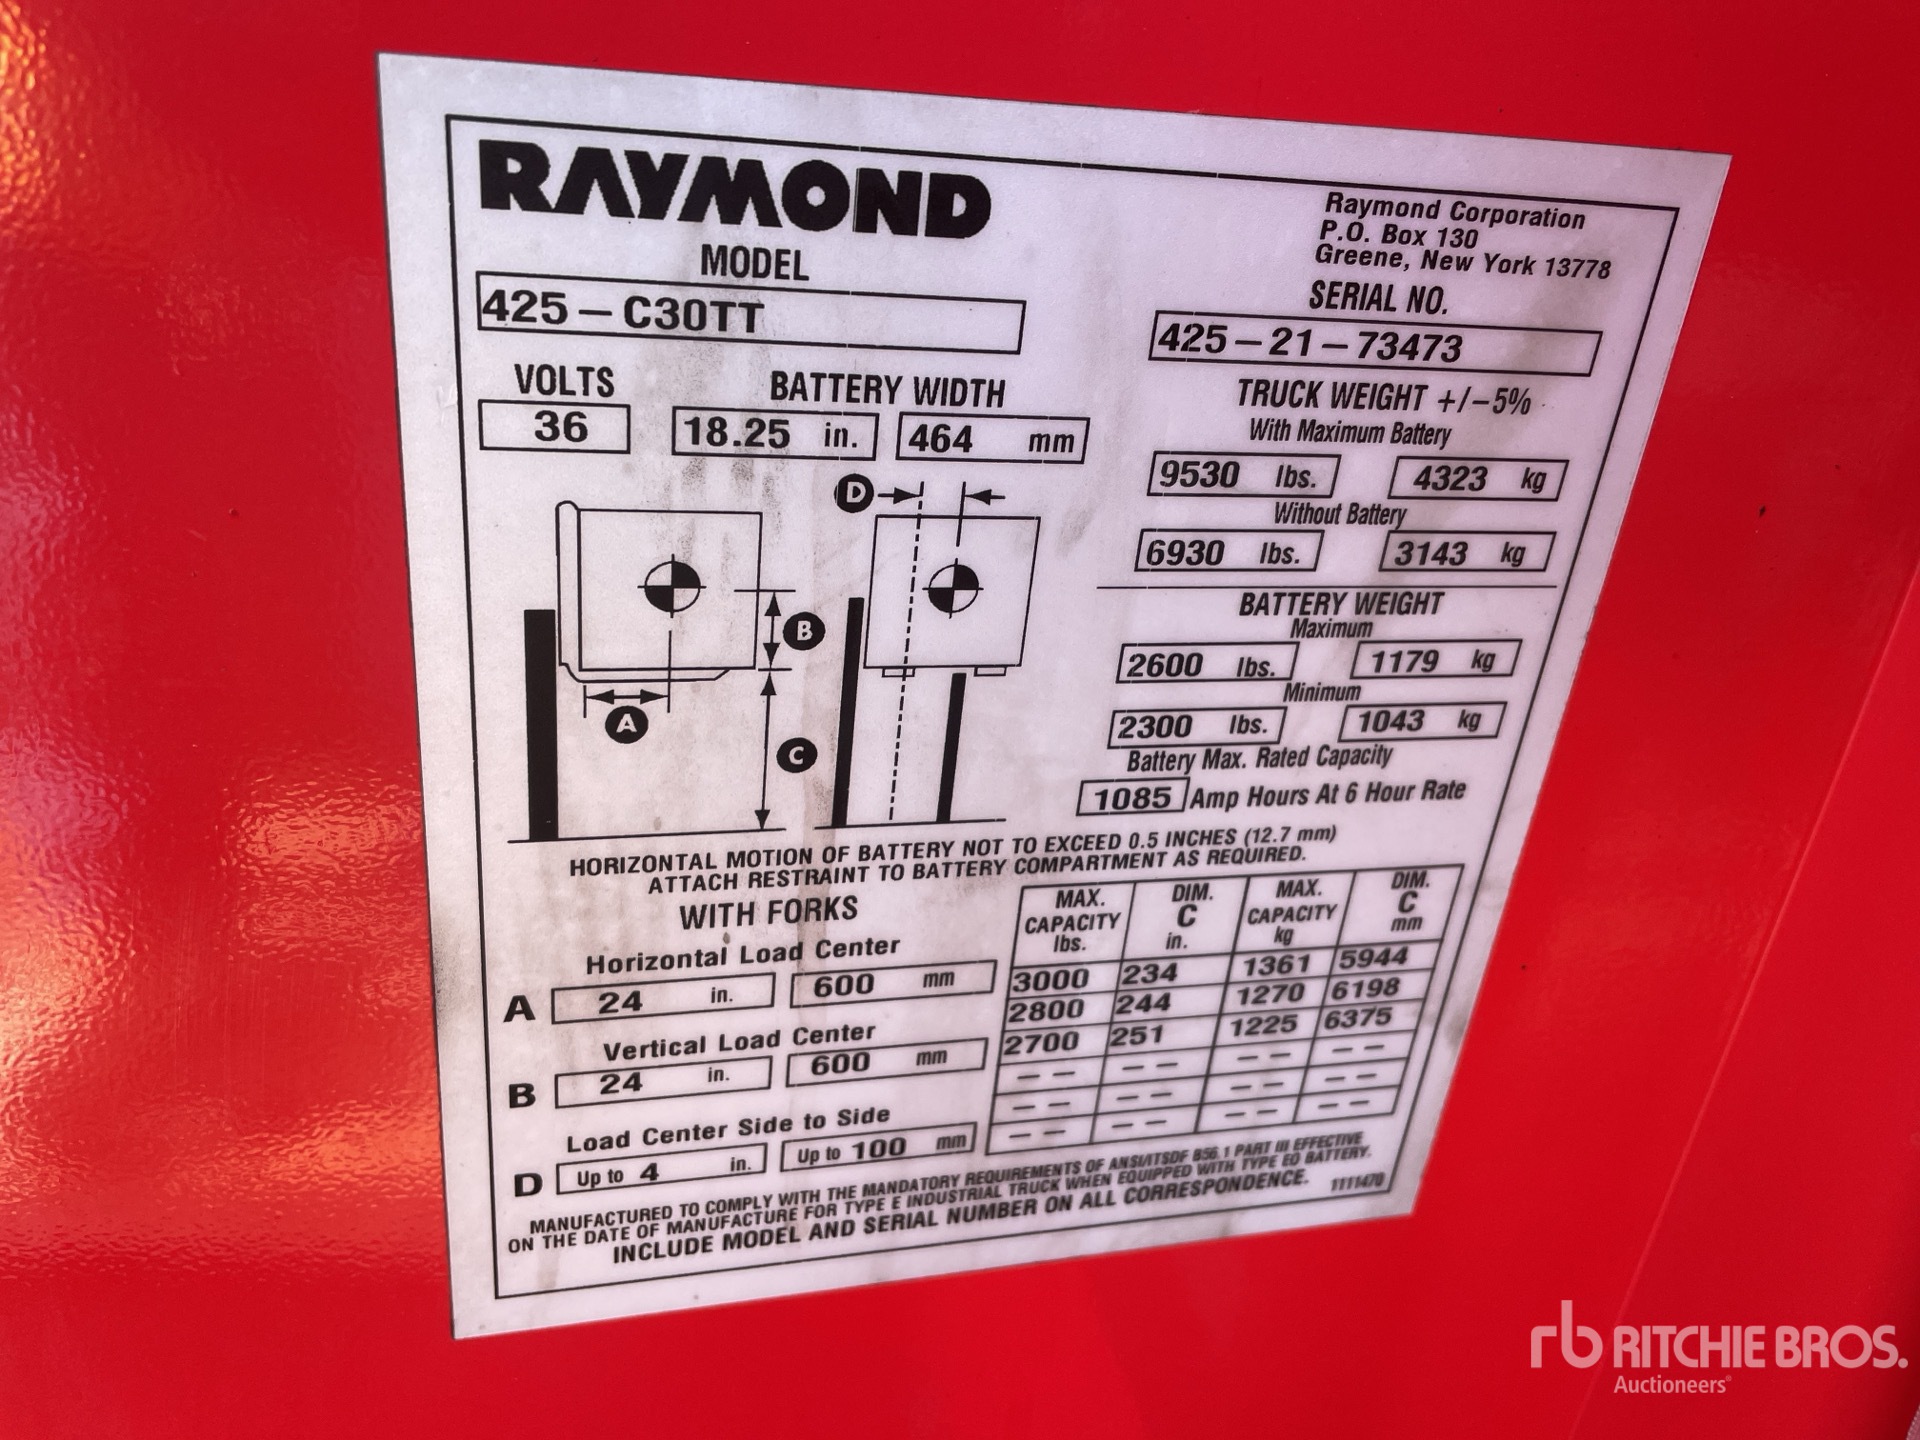 RAYMOND
Raymond Corporation
P.O. Box 130
Greene, New York 13778
MODEL
425-C30TT
SERIAL NO.
425-21-73473
VOLTS
36
BATTERY WIDTH
18.25 in. 464 mm
TRUCK WEIGHT +/-5%
With Maximum Battery
9530 lbs. 4323 kg
Without Battery
6930 lbs. 3143 kg
BATTERY WEIGHT
Maximum
2600 lbs. 1179 kg
Minimum
2300 lbs. 1043 kg
Battery Max. Rated Capacity
1085 Amp Hours At 6 Hour Rate
D
B
A
C
HORIZONTAL MOTION OF BATTERY NOT TO EXCEED 0.5 INCHES (12.7 mm)
ATTACH RESTRAINT TO BATTERY COMPARTMENT AS REQUIRED.
WITH FORKS
Horizontal Load Center
A 24 in. 600 mm
Vertical Load Center
B 24 in. 600 mm
Load Center Side to Side
D Up to 4 in. Up to 100 mm
MAX. CAPACITY lbs. DIM. C in. MAX. CAPACITY kg DIM. C mm
3000 234 1361 5944
2800 244 1270 6198
2700 251 1225 6375
-- -- -- --
-- -- -- --
-- -- -- --
MANUFACTURED TO COMPLY WITH THE MANDATORY REQUIREMENTS OF ANSI/ITSDF B56.1 PART III EFFECTIVE
ON THE DATE OF MANUFACTURE FOR TYPE E INDUSTRIAL TRUCK WHEN EQUIPPED WITH TYPE EO BATTERY.
INCLUDE MODEL AND SERIAL NUMBER ON ALL CORRESPONDENCE. 1111470
rb RITCHIE BROS.
Auctioneers